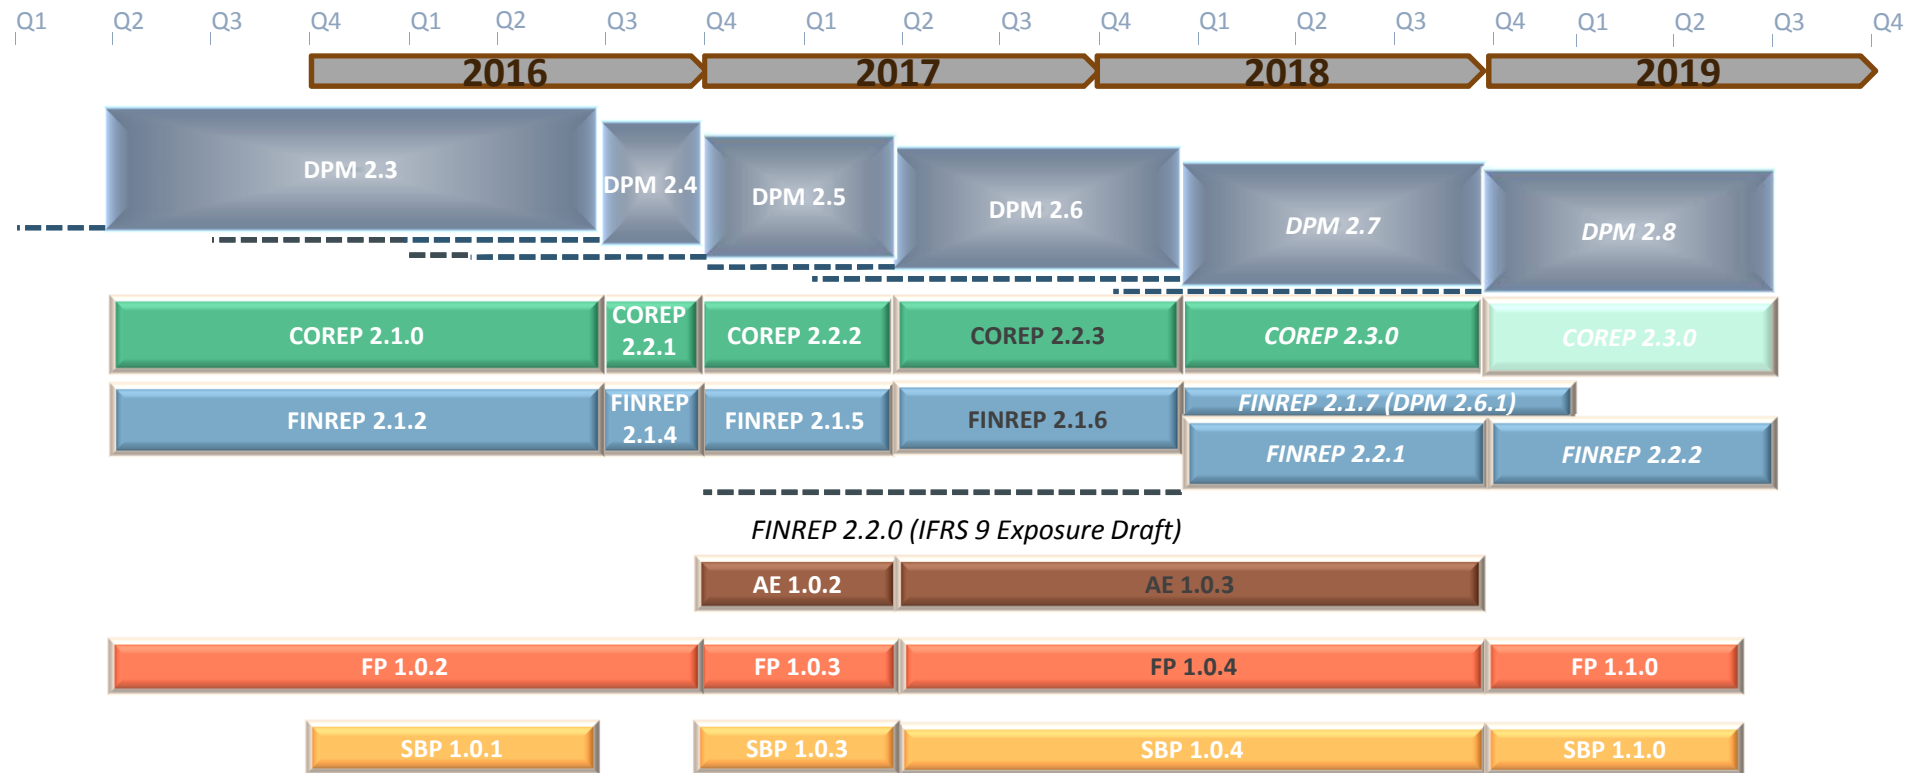 Q1 Q2 Q3 Q4 Q1 Q2 Q3 Q4 Q1 Q2 Q3 Q4 Q1 Q2 Q3 Q4 Q1 Q2 Q3 Q4
2016 2017 2018 2019
DPM 2.3
DPM 2.4
DPM 2.5
DPM 2.6
DPM 2.7
DPM 2.8
COREP 2.1.0
COREP
2.2.1
COREP 2.2.2
COREP 2.2.3
COREP 2.3.0
COREP 2.3.0
FINREP 2.1.2
FINREP
2.1.4
FINREP 2.1.5
FINREP 2.1.6
FINREP 2.1.7 (DPM 2.6.1)
FINREP 2.2.1
FINREP 2.2.2
FINREP 2.2.0 (IFRS 9 Exposure Draft)
AE 1.0.2
AE 1.0.3
FP 1.0.2
FP 1.0.3
FP 1.0.4
FP 1.1.0
SBP 1.0.1
SBP 1.0.3
SBP 1.0.4
SBP 1.1.0